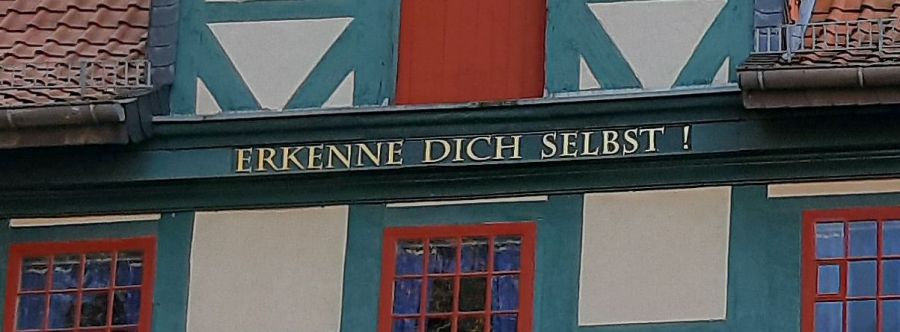 ERKENNE DICH SELBST !